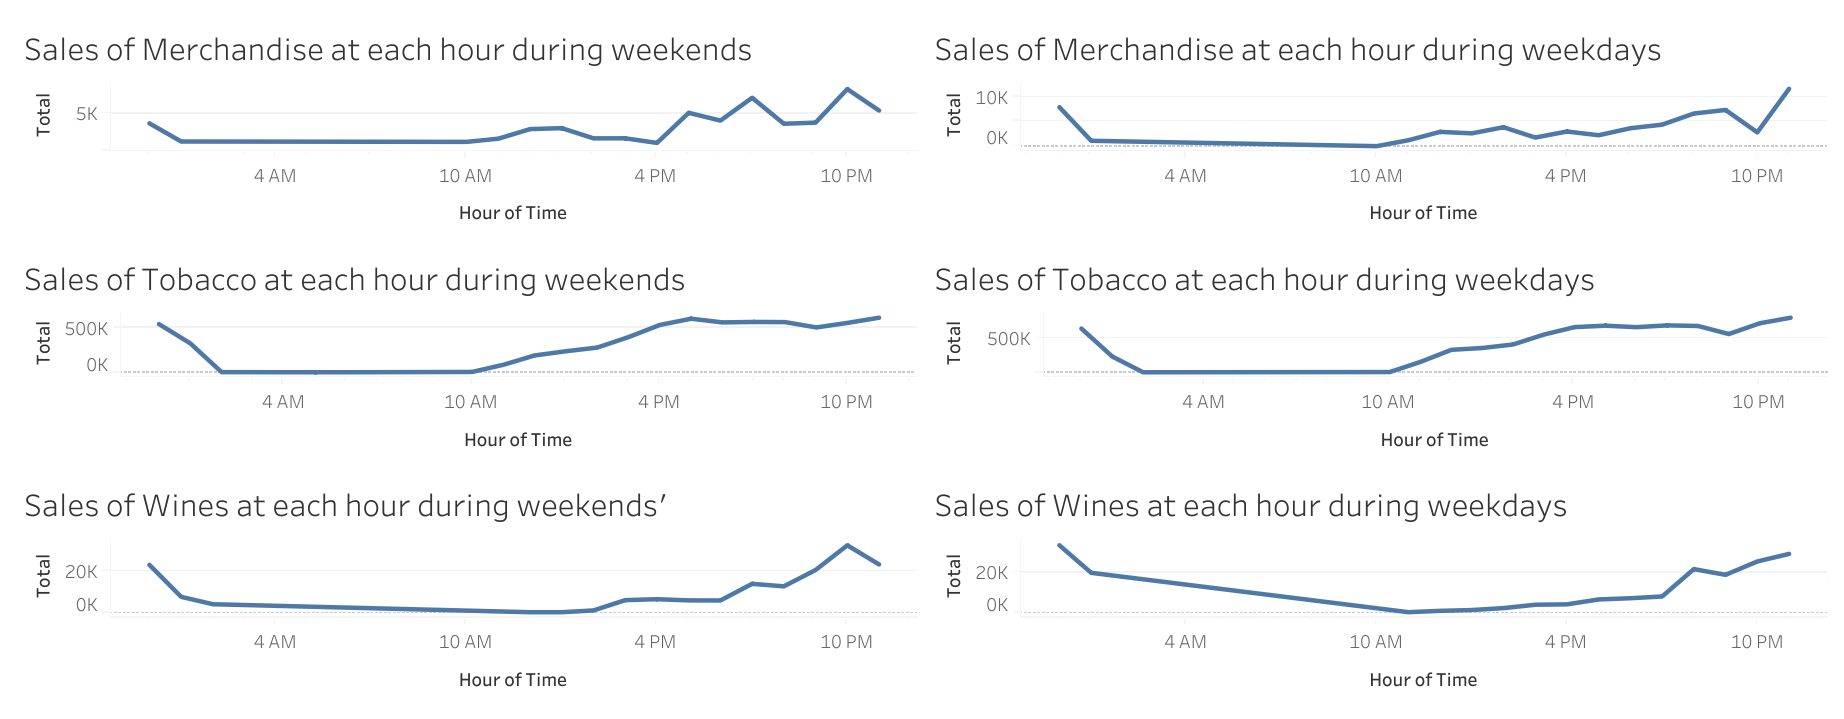 Sales of Merchandise at each hour during weekends
Total
5K
4 AM 10 AM 4 PM 10 PM
Hour of Time
Sales of Merchandise at each hour during weekdays
Total
10K
0K
4 AM 10 AM 4 PM 10 PM
Hour of Time
Sales of Tobacco at each hour during weekends
Total
500K
0K
4 AM 10 AM 4 PM 10 PM
Hour of Time
Sales of Tobacco at each hour during weekdays
Total
500K
4 AM 10 AM 4 PM 10 PM
Hour of Time
Sales of Wines at each hour during weekends’
Total
20K
0K
4 AM 10 AM 4 PM 10 PM
Hour of Time
Sales of Wines at each hour during weekdays
Total
20K
0K
4 AM 10 AM 4 PM 10 PM
Hour of Time